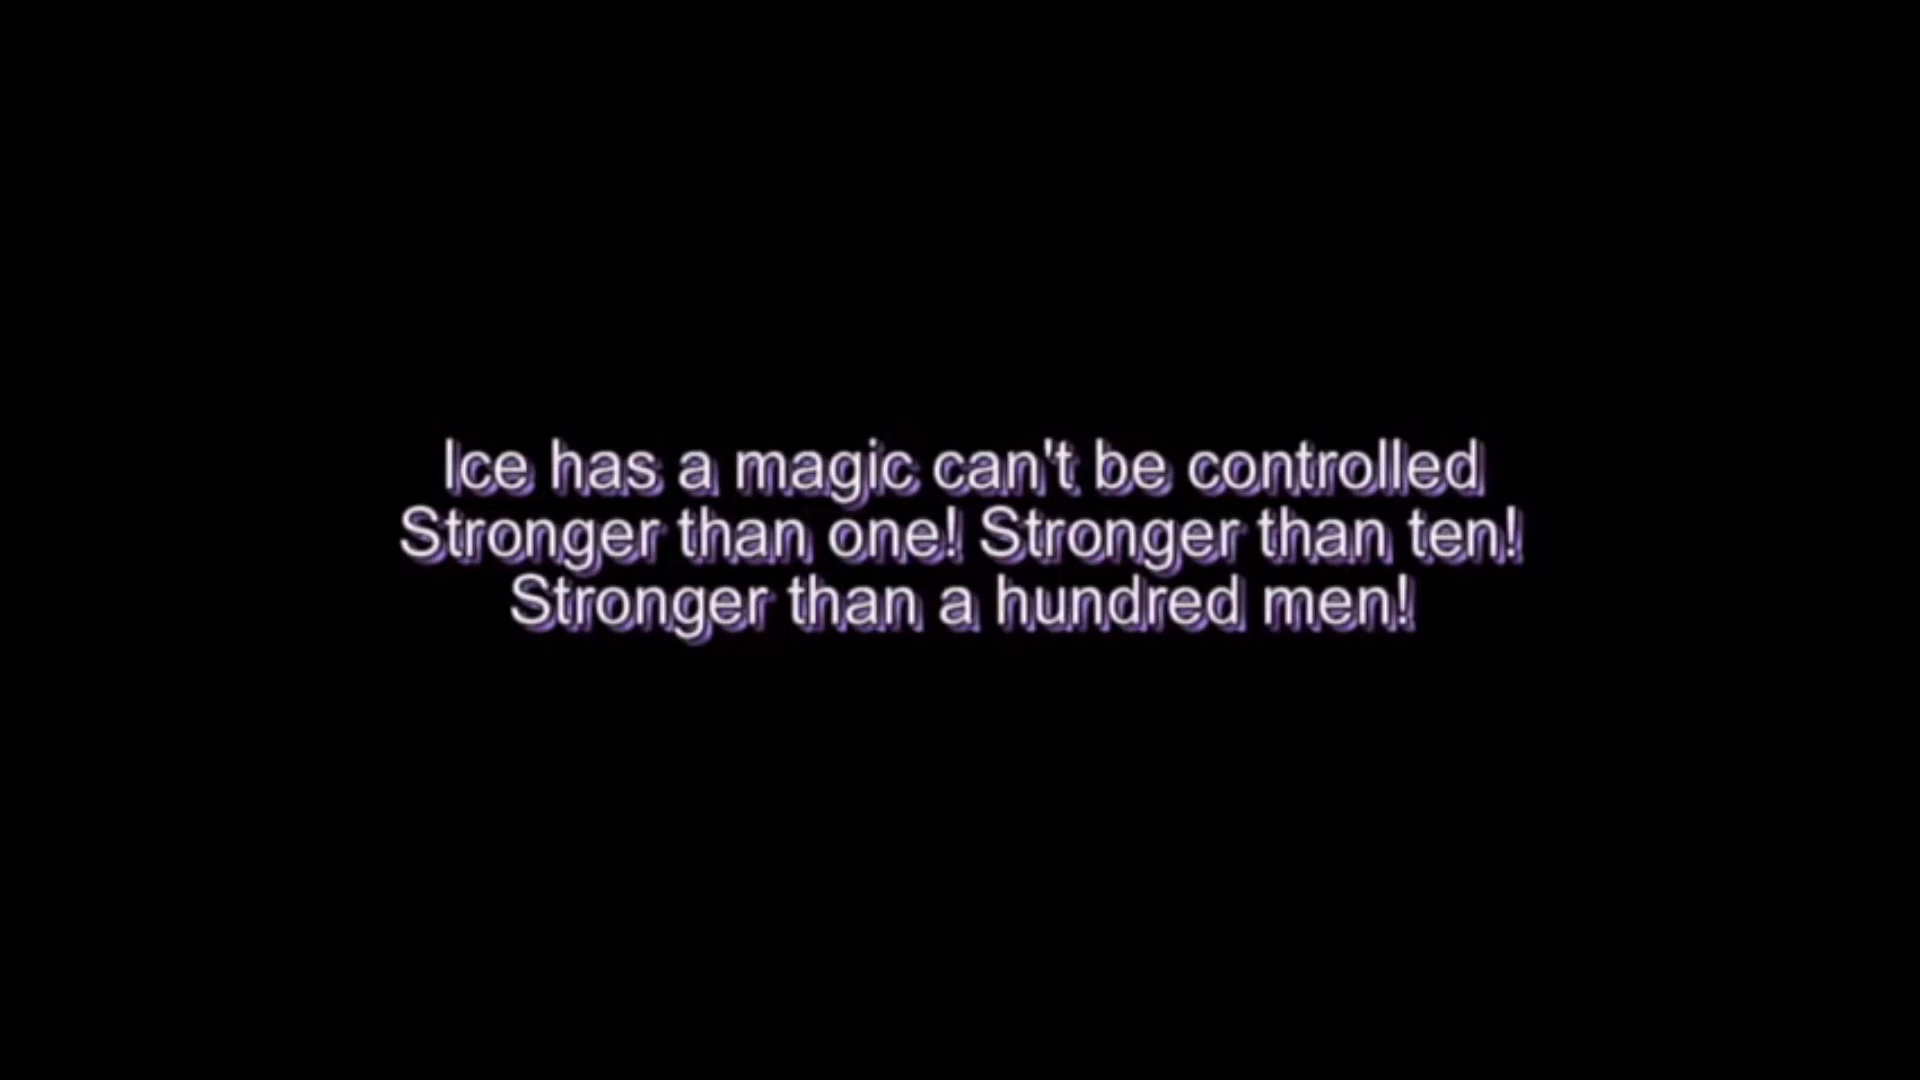 Ice has a magic can't be controlled
Stronger than one! Stronger than ten!
Stronger than a hundred men!